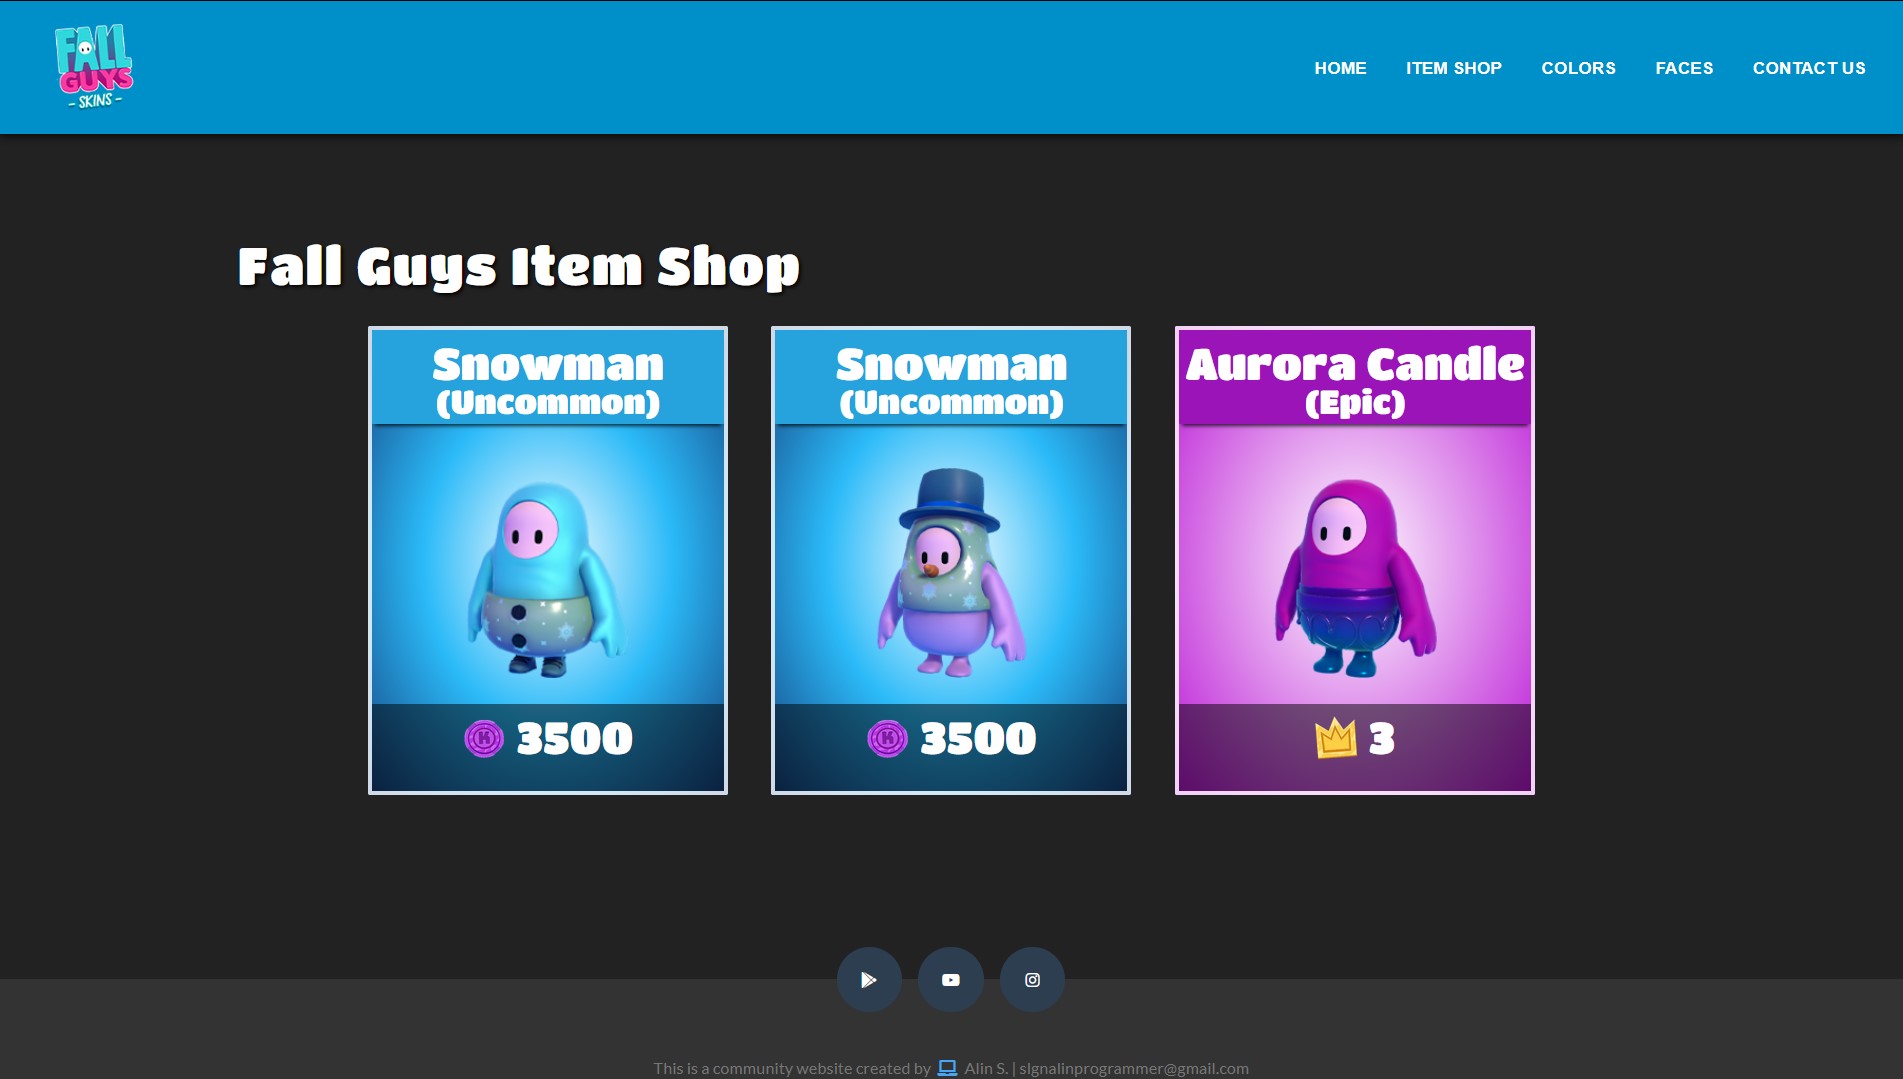 FALL
GUYS
- SKINS -
HOME ITEM SHOP COLORS FACES CONTACT US
Fall Guys Item Shop
Snowman
(Uncommon)
K 3500
Snowman
(Uncommon)
K 3500
Aurora Candle
(Epic)
3
This is a community website created by Alin S. | slgnalinprogrammer@gmail.com